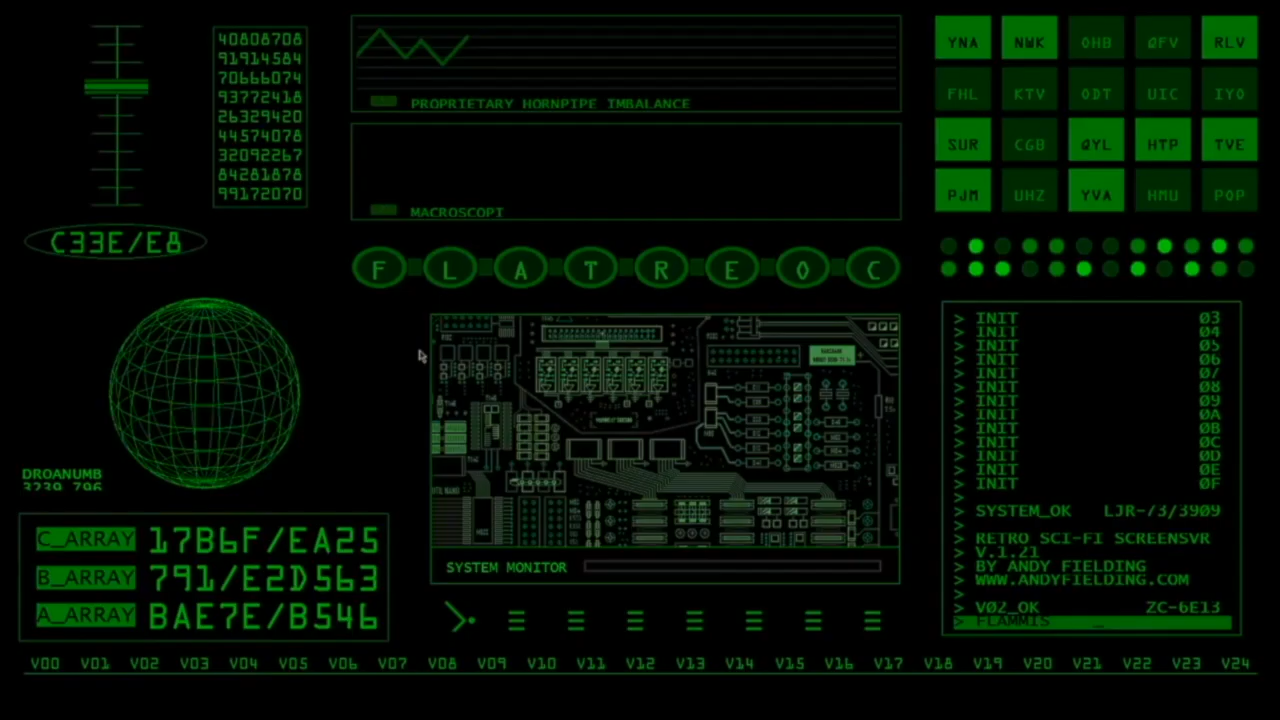 40808708
91914584
70666074
93772418
26329420
44574078
32092267
84281878
99172070
C33E/E8
PROPRIETARY HORNPIPE IMBALANCE
MACROSCOPI
F L A T R E O C
YNA NWK OHB QFV RLV
FHL KTV ODT UIC IYO
SUR CGB QYL HTP TVE
PJM UHZ YVA HMU POP
DROANUMB
3239 796
C_ARRAY 17B6F/EA25
B_ARRAY 791/E2D563
A_ARRAY BAE7E/B546
SYSTEM MONITOR
> INIT 03
> INIT 04
> INIT 05
> INIT 06
> INIT 07
> INIT 08
> INIT 09
> INIT 0A
> INIT 0B
> INIT 0C
> INIT 0D
> INIT 0E
> INIT 0F
>
> SYSTEM_OK LJR-73/3909
>
> RETRO SCI-FI SCREENSVR
> V.1.21
> BY ANDY FIELDING
> WWW.ANDYFIELDING.COM
>
> V02_OK ZC-6E13
> FLAMMIS _
V00 V01 V02 V03 V04 V05 V06 V07 V08 V09 V10 V11 V12 V13 V14 V15 V16 V17 V18 V19 V20 V21 V22 V23 V24